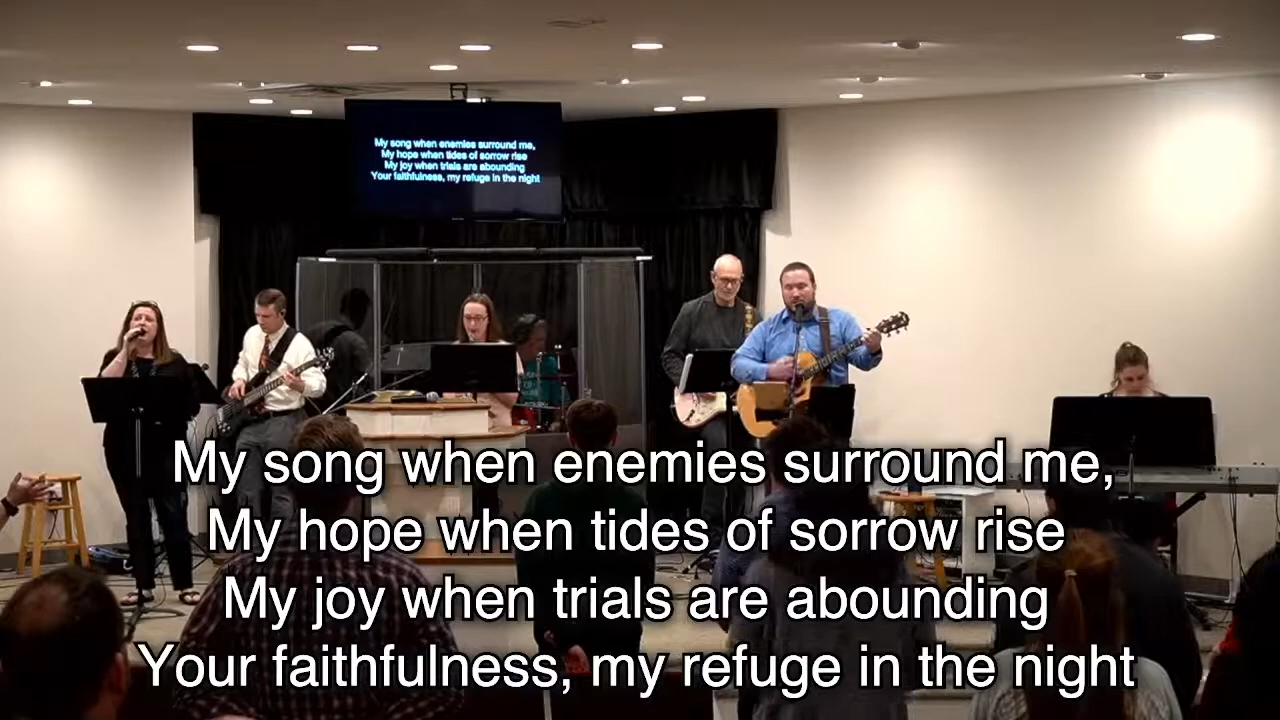 My song when enemies surround me,
My hope when tides of sorrow rise
My joy when trials are abounding
Your faithfulness, my refuge in the night
My song when enemies surround me,
My hope when tides of sorrow rise
My joy when trials are abounding
Your faithfulness, my refuge in the night